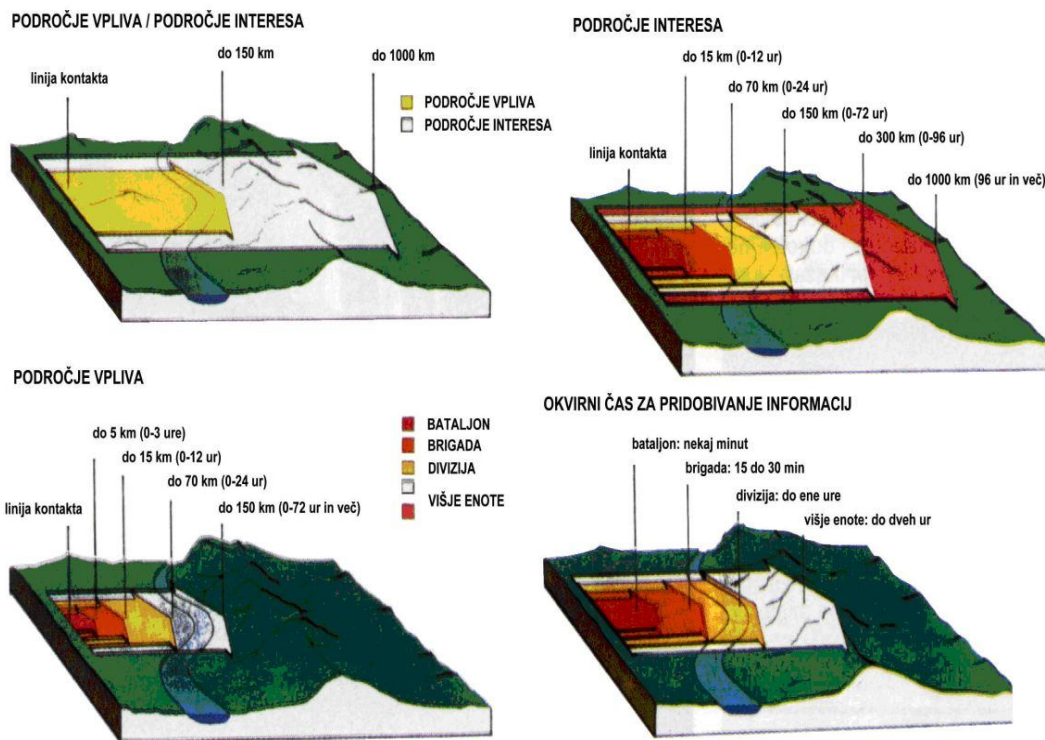 PODROČJE VPLIVA / PODROČJE INTERESA
do 150 km
do 1000 km
linija kontakta
PODROČJE VPLIVA
PODROČJE INTERESA
PODROČJE INTERESA
do 15 km (0-12 ur)
do 70 km (0-24 ur)
do 150 km (0-72 ur)
do 300 km (0-96 ur)
linija kontakta
do 1000 km (96 ur in več)
PODROČJE VPLIVA
do 5 km (0-3 ure)
do 15 km (0-12 ur)
do 70 km (0-24 ur)
linija kontakta
do 150 km (0-72 ur in več)
BATALJON
BRIGADA
DIVIZIJA
VIŠJE ENOTE
OKVIRNI ČAS ZA PRIDOBIVANJE INFORMACIJ
bataljon: nekaj minut
brigada: 15 do 30 min
divizija: do ene ure
višje enote: do dveh ur